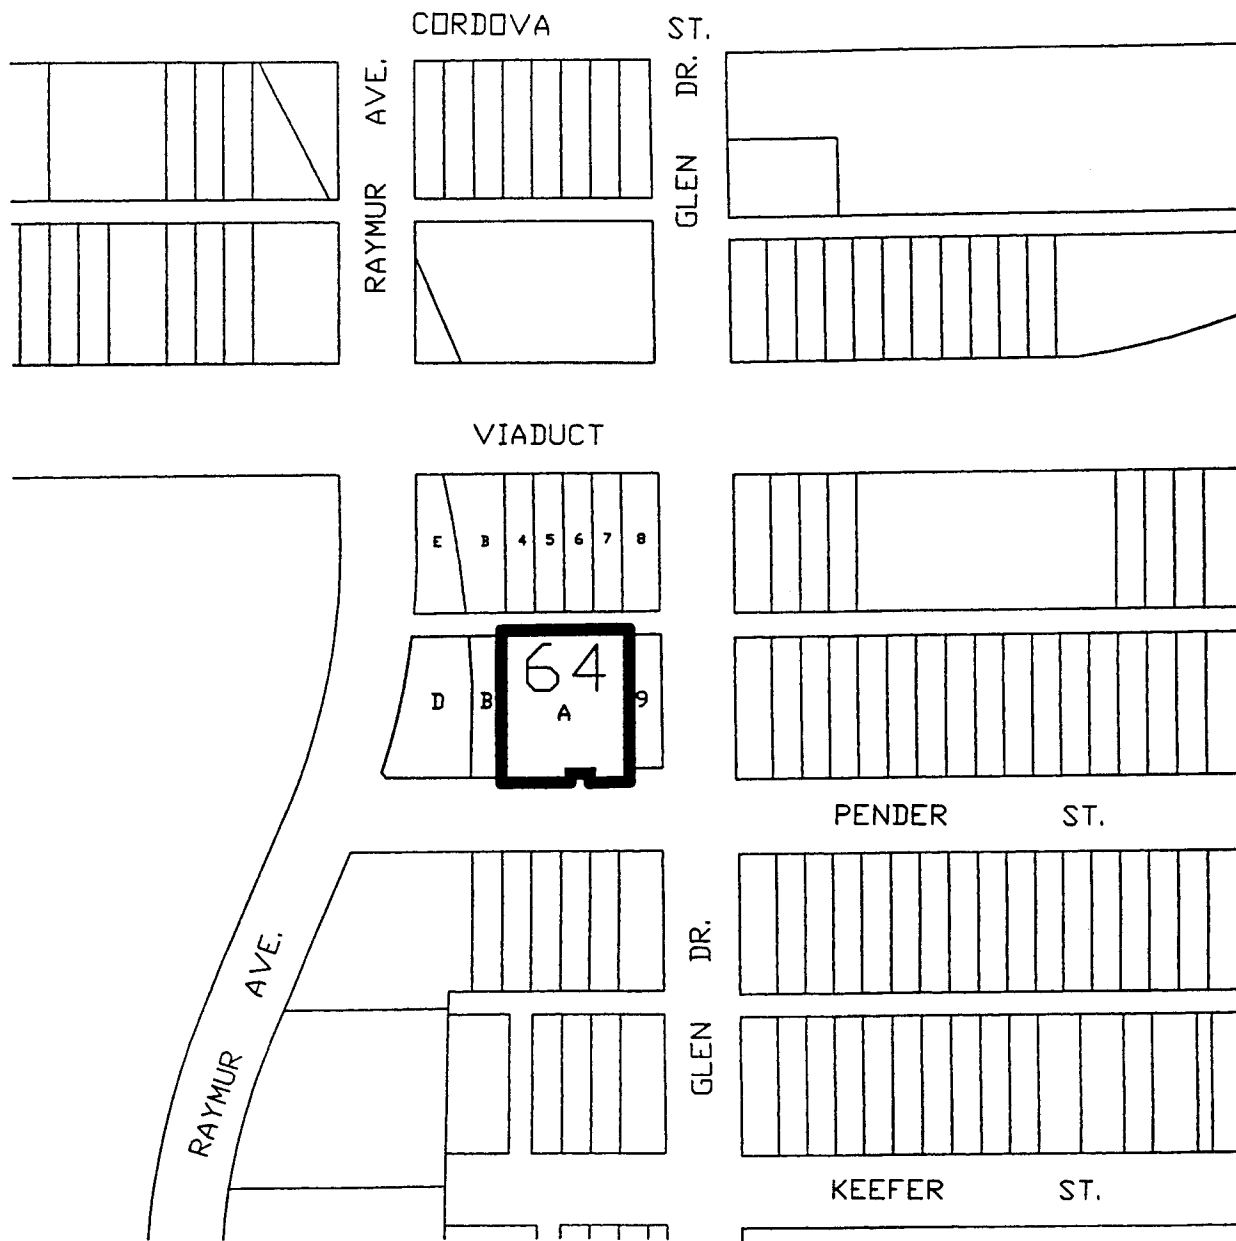 CORDOVA ST.
RAYMUR AVE.
GLEN DR.
VIADUCT
E B 4 5 6 7 8
64
D B A 9
PENDER ST.
RAYMUR AVE.
GLEN DR.
KEEFER ST.